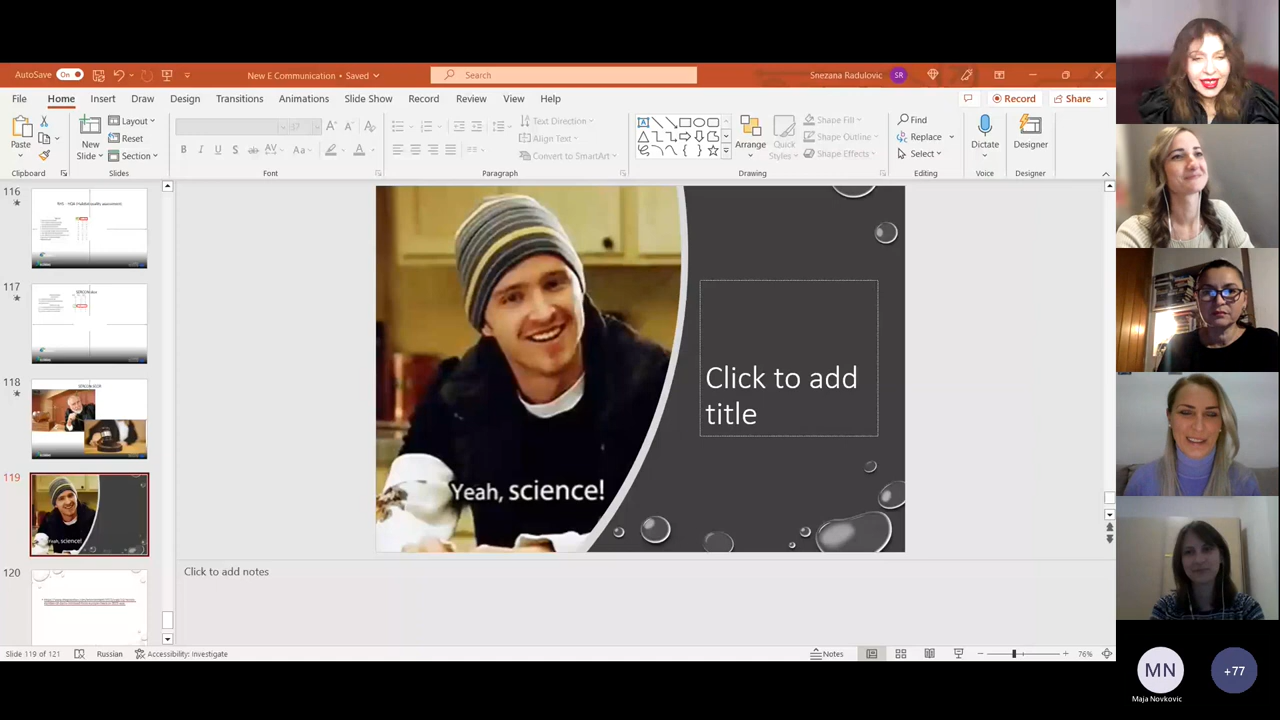 AutoSave
On
New E Communication • Saved
Search
Snezana Radulovic
SR
File
Home
Insert
Draw
Design
Transitions
Animations
Slide Show
Record
Review
View
Help
Record
Share
Paste
New
Slide
Layout
Reset
Section
B
I
U
S
ab
AV
Aa
A
Text Direction
Align Text
Convert to SmartArt
Arrange
Quick
Styles
Shape Fill
Shape Outline
Shape Effects
Find
Replace
Select
Dictate
Designer
Clipboard
Slides
Font
Paragraph
Drawing
Editing
Voice
Designer
116
117
118
119
120
Yeah, science!
Click to add
title
Click to add notes
Slide 119 of 121
Russian
Accessibility: Investigate
Notes
76%
MN
Maja Novkovic
+77